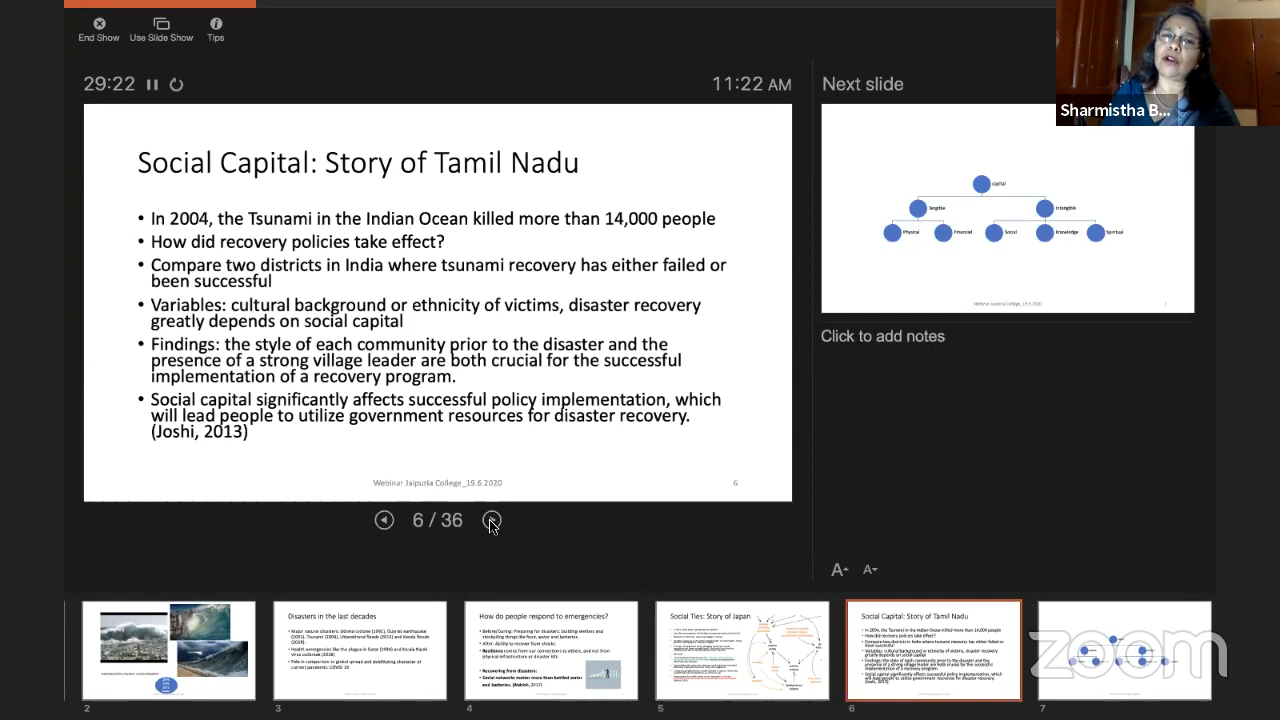 End Show
Use Slide Show
Tips
29:22
11:22 AM
Next slide
Sharmistha B...
Social Capital: Story of Tamil Nadu
• In 2004, the Tsunami in the Indian Ocean killed more than 14,000 people
• How did recovery policies take effect?
• Compare two districts in India where tsunami recovery has either failed or
been successful
• Variables: cultural background or ethnicity of victims, disaster recovery
greatly depends on social capital
• Findings: the style of each community prior to the disaster and the
presence of a strong village leader are both crucial for the successful
implementation of a recovery program.
• Social capital significantly affects successful policy implementation, which
will lead people to utilize government resources for disaster recovery.
(Joshi, 2013)
Webinar Jaipuria College_19.6.2020
6
capital
Tangible
Intangible
Physical
Financial
Social
Knowledge
Spiritual
Webinar Jaipuria College_19.6.2020
7
Click to add notes
6 / 36
A
A
Disasters in the last decades
How do people respond to emergencies?
Social Ties: Story of Japan
Social Capital: Story of Tamil Nadu
zoom
2
3
4
5
6
7